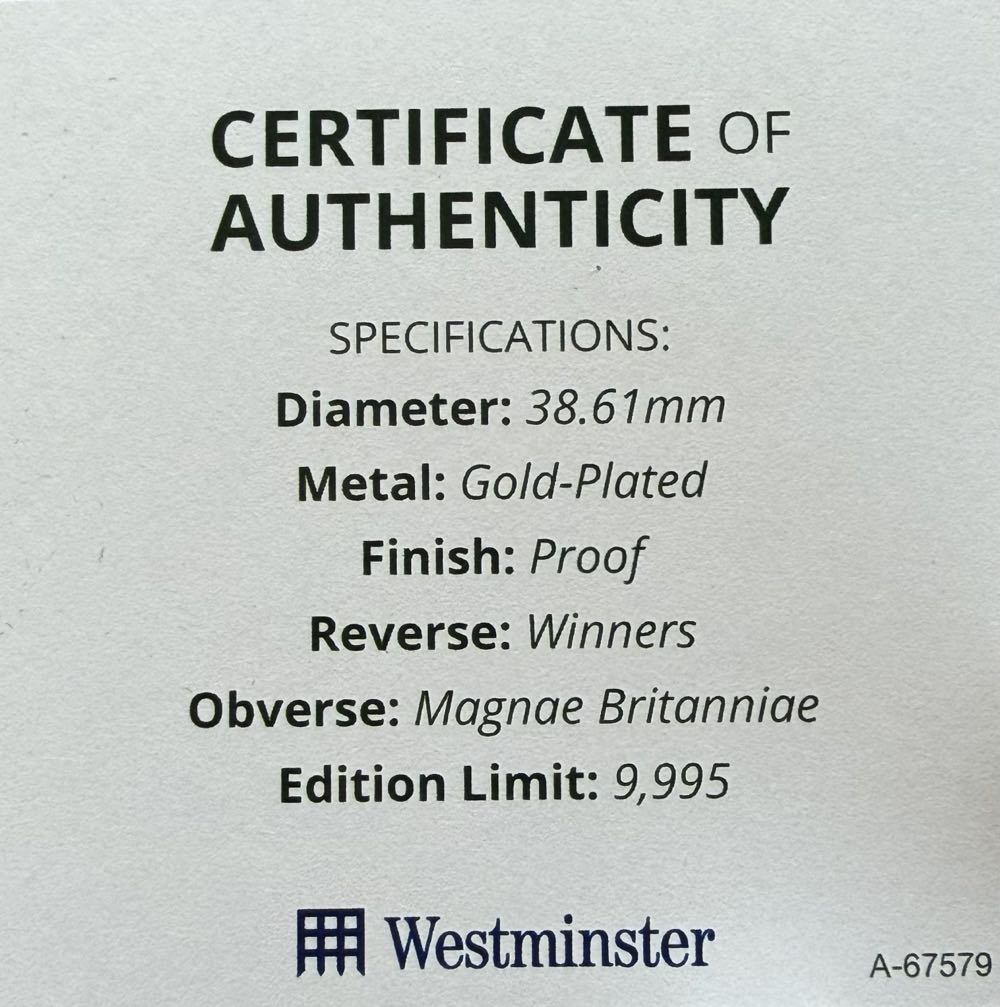 CERTIFICATE OF
AUTHENTICITY
SPECIFICATIONS:
Diameter: 38.61mm
Metal: Gold-Plated
Finish: Proof
Reverse: Winners
Obverse: Magnae Britanniae
Edition Limit: 9,995
Westminster
A-67579